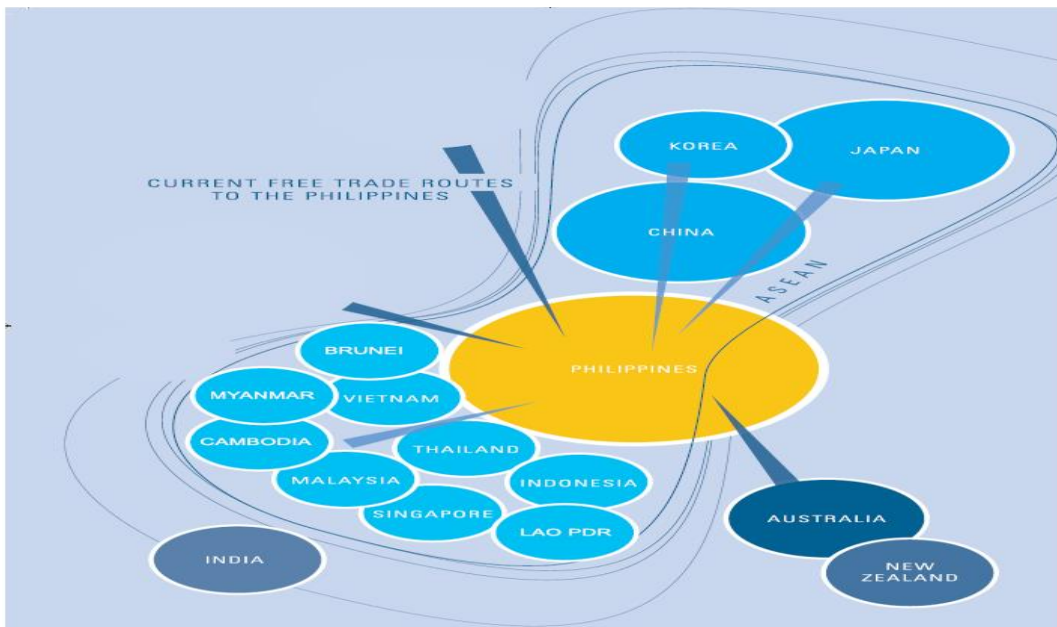 KOREA
JAPAN
CURRENT FREE TRADE ROUTES
TO THE PHILIPPINES
CHINA
ASEAN
BRUNEI
PHILIPPINES
MYANMAR
VIETNAM
CAMBODIA
THAILAND
MALAYSIA
INDONESIA
SINGAPORE
LAO PDR
AUSTRALIA
INDIA
NEW
ZEALAND